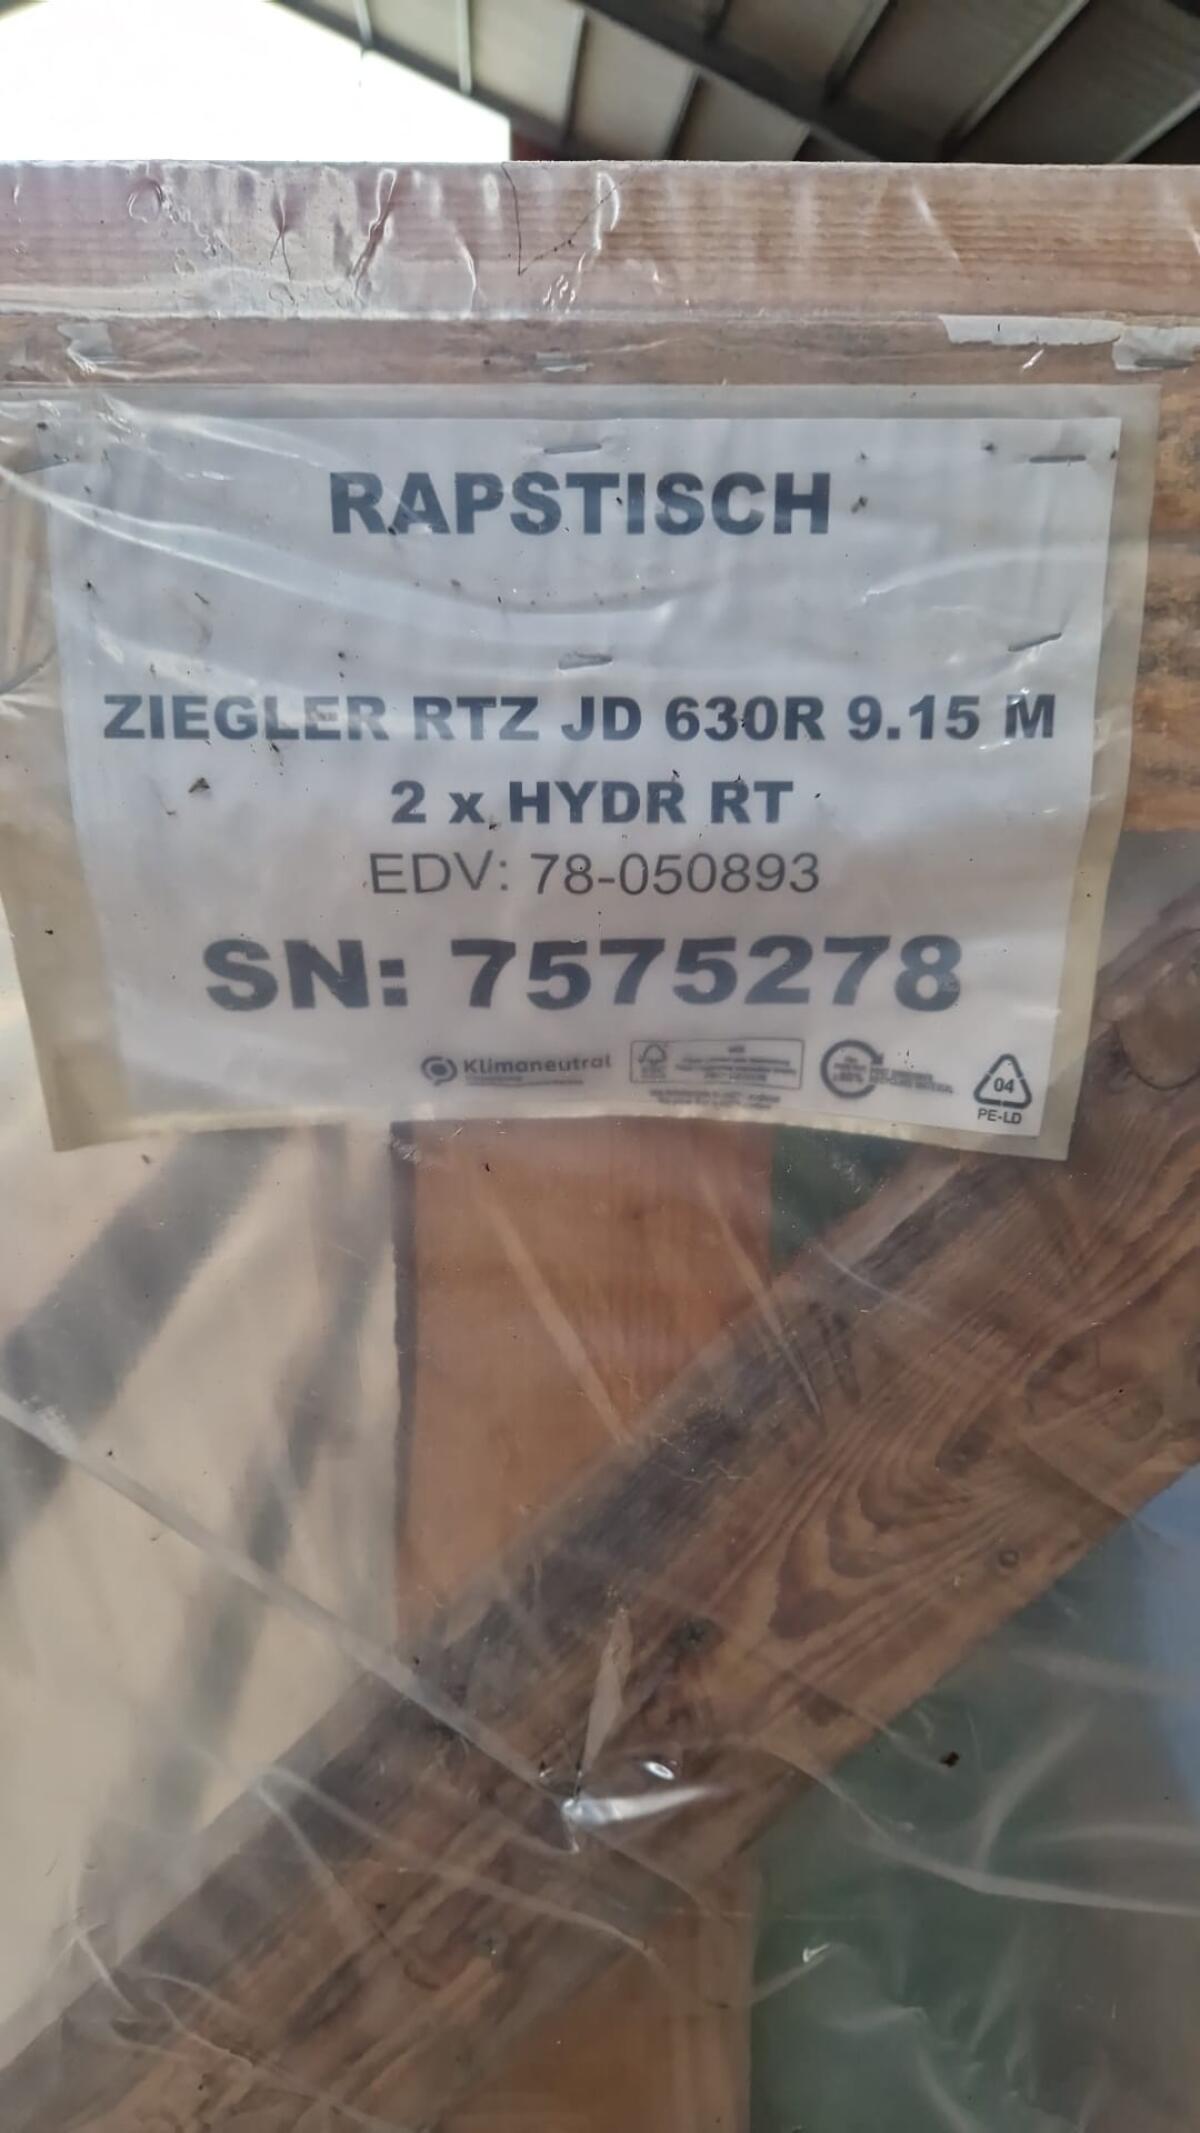 RAPSTISCH
ZIEGLER RTZ JD 630R 9.15 M
2 x HYDR RT
EDV: 78-050893
SN: 7575278
Klimaneutral
04
PE-LD